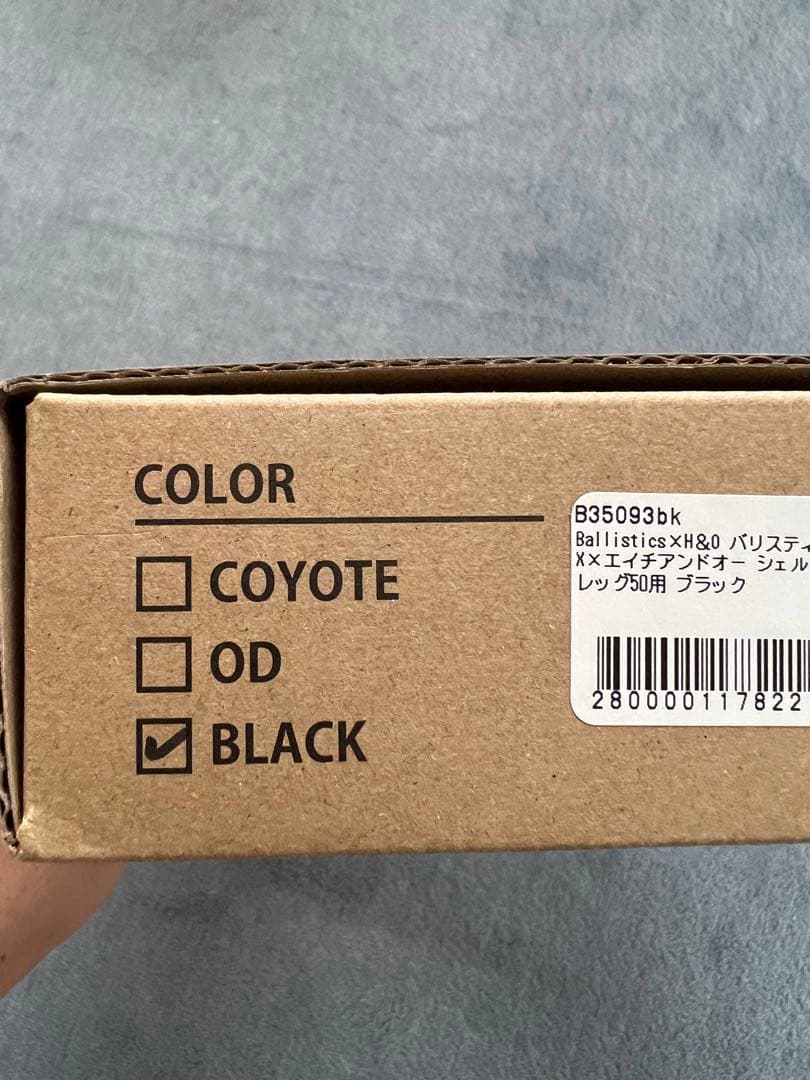 COLOR
COYOTE
OD
BLACK
B35093bk
Ballistics×H&O バリスティ
X×エイチアンドオー シェル
レッグ50用 ブラック
280000117822